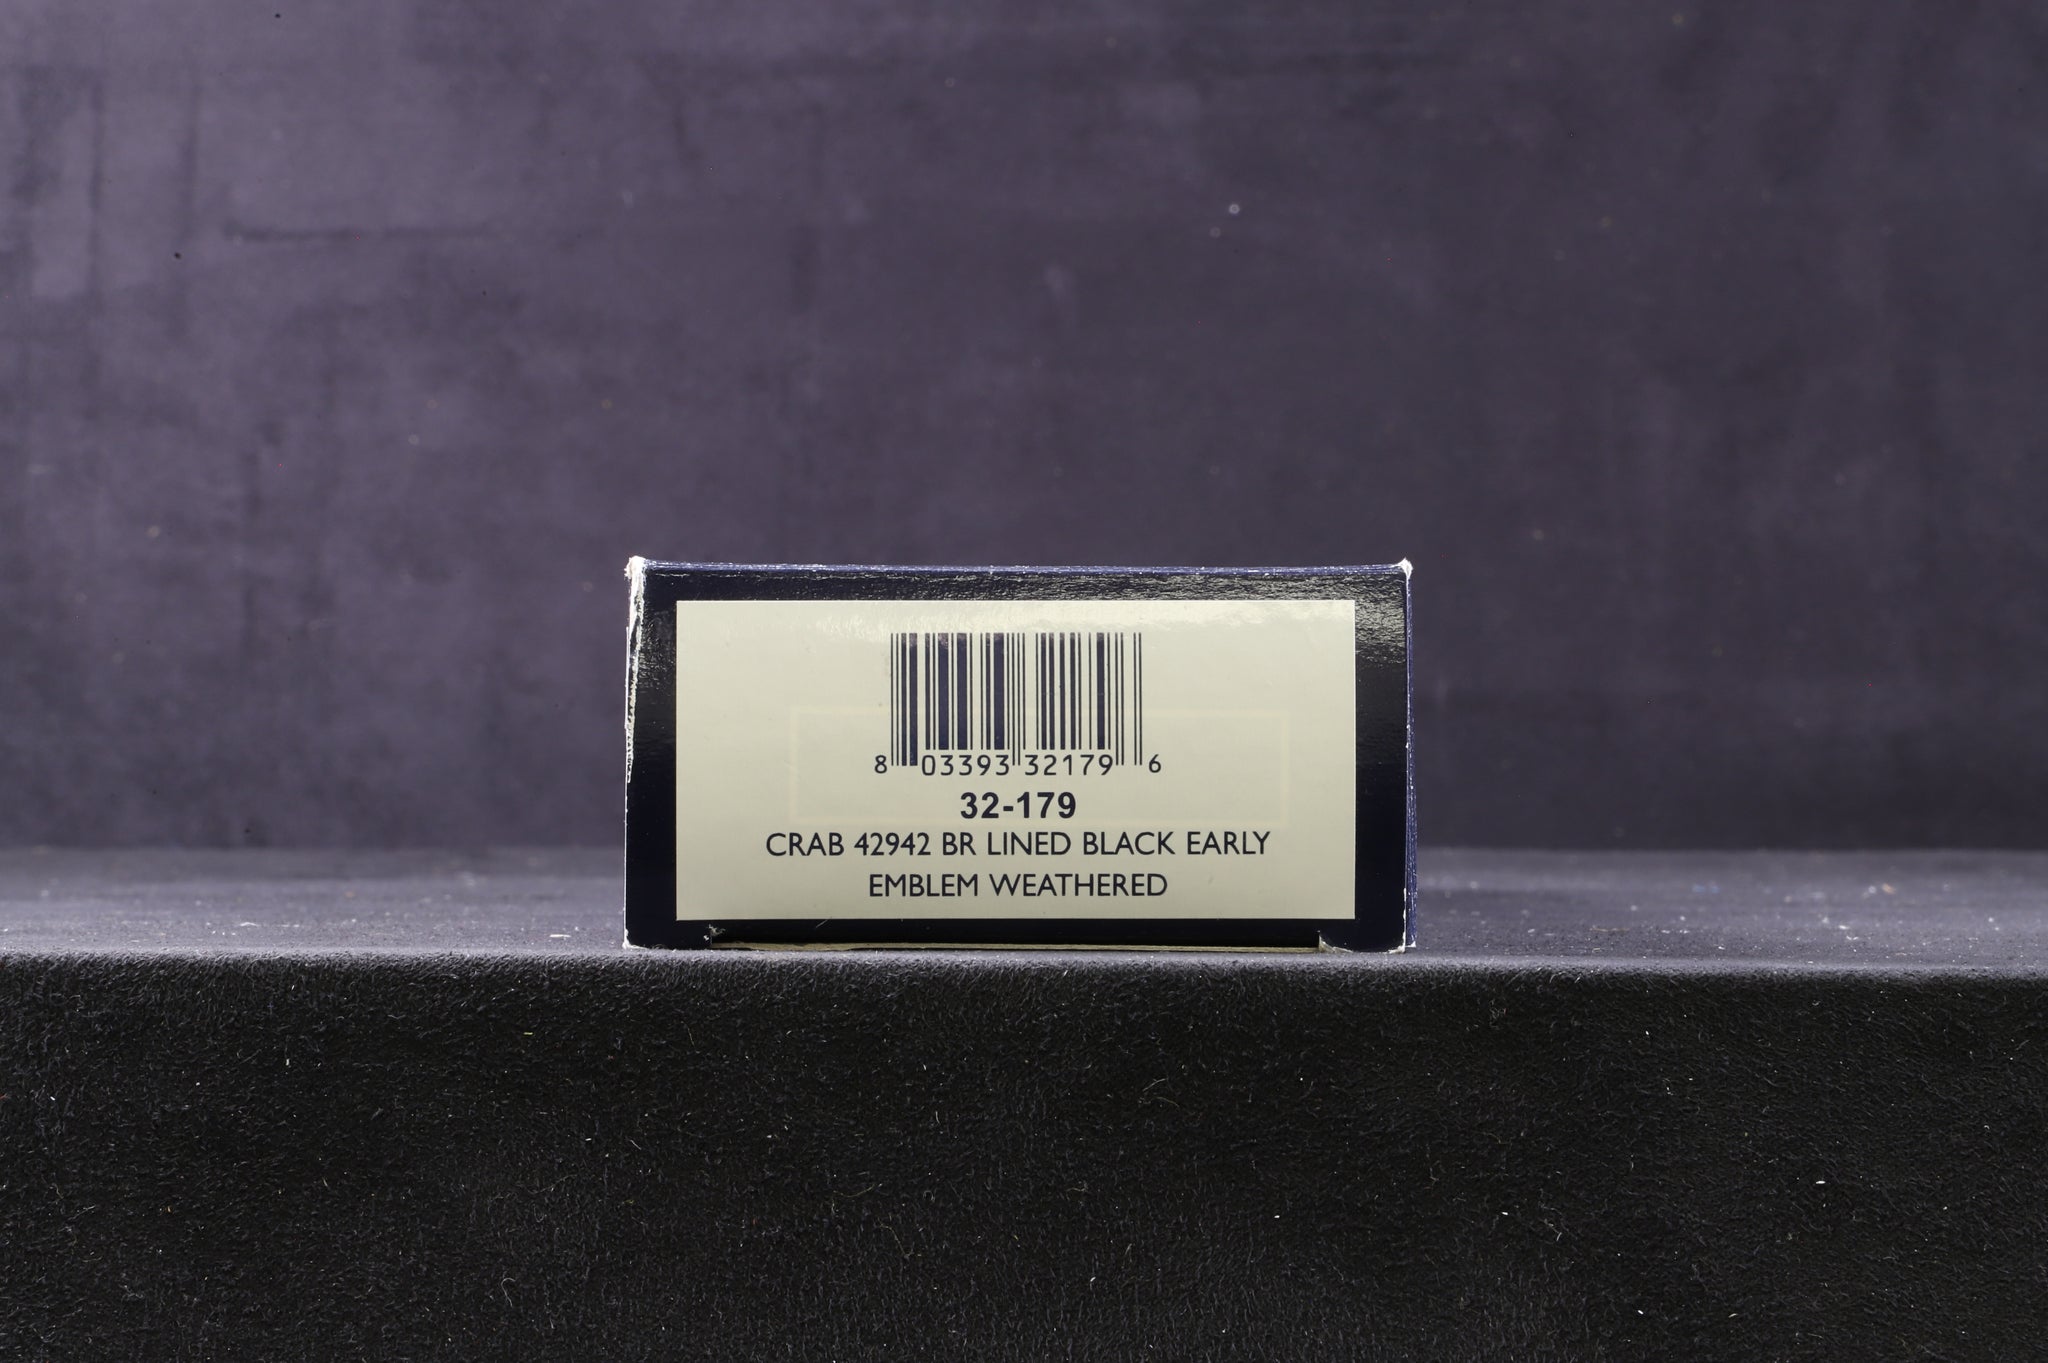 8 03393 32179 6
32-179
CRAB 42942 BR LINED BLACK EARLY
EMBLEM WEATHERED